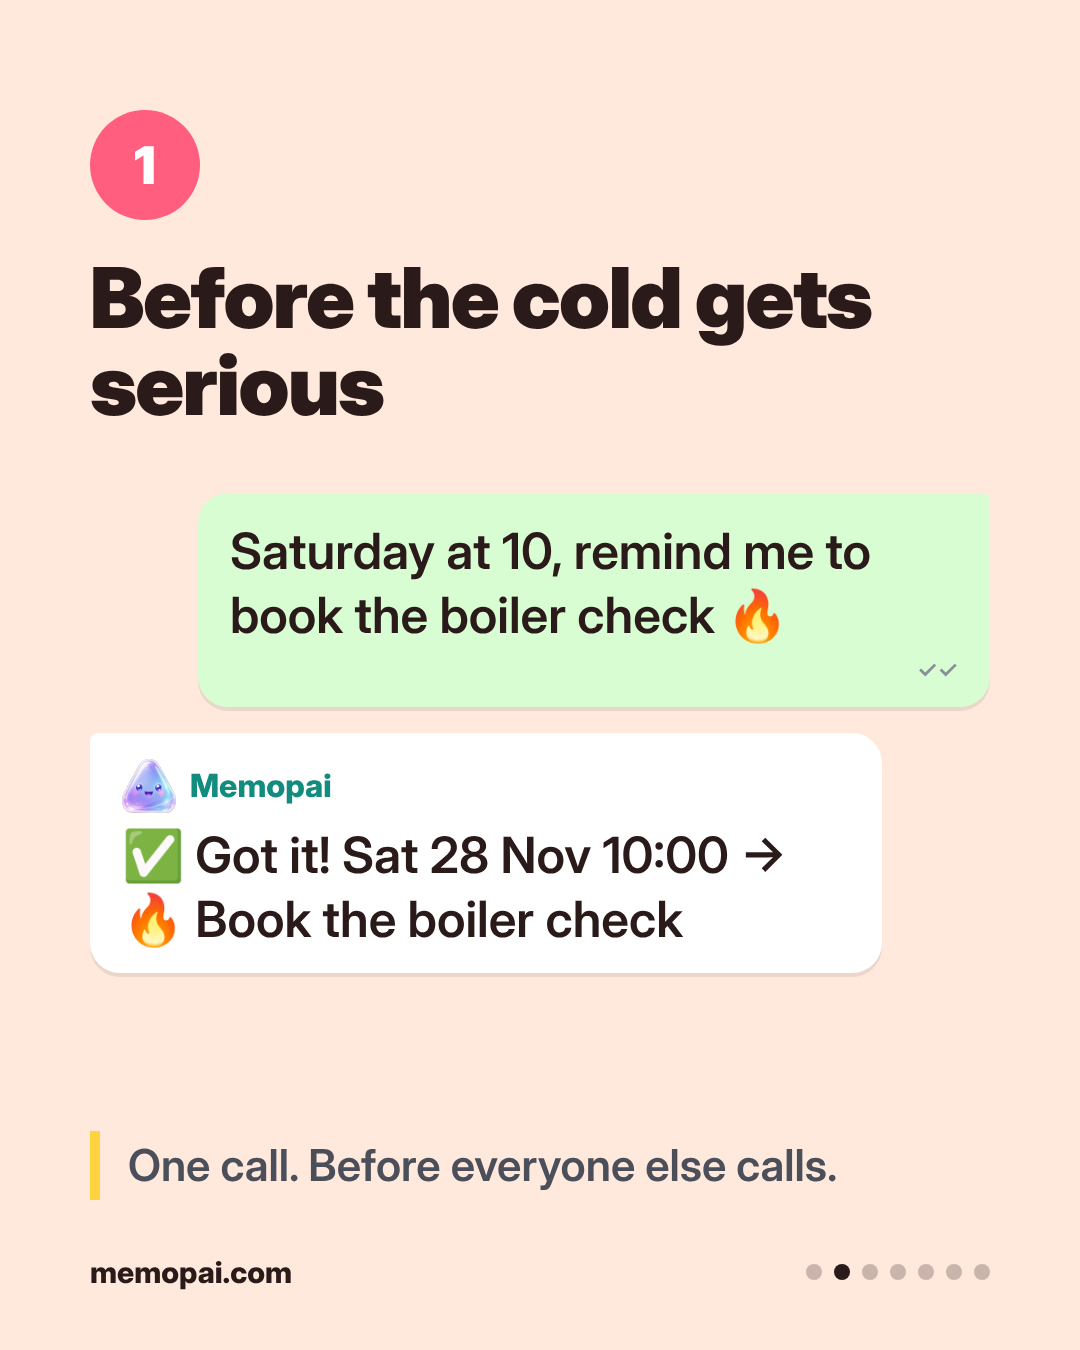 1
Before the cold gets
serious
Saturday at 10, remind me to
book the boiler check 🔥
Memopai
✅ Got it! Sat 28 Nov 10:00 →
🔥 Book the boiler check
One call. Before everyone else calls.
memopai.com